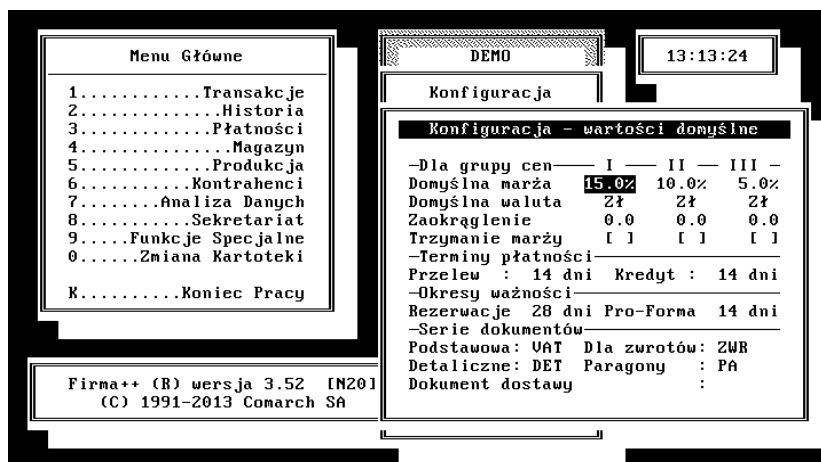 Menu Główne
1............Transakcje
2..............Historia
3.............Płatności
4...............Magazyn
5.............Produkcja
6...........Kontrahenci
7........Analiza Danych
8...........Sekretariat
9.....Funkcje Specjalne
0......Zmiana Kartoteki
K..........Koniec Pracy
DEMO
13:13:24
Konfiguracja
Konfiguracja - wartości domyślne
Dla grupy cen I II III
Domyślna marża 15.0% 10.0% 5.0%
Domyślna waluta Zł Zł Zł
Zaokrąglenie 0.0 0.0 0.0
Trzymanie marży [ ] [ ] [ ]
Terminy płatności
Przelew : 14 dni Kredyt : 14 dni
Okresy ważności
Rezerwacje 28 dni Pro-Forma 14 dni
Serie dokumentów
Podstawowa: VAT Dla zwrotów: ZWR
Detaliczne: DET Paragony : PA
Dokument dostawy :
Firma++ (R) wersja 3.52 [N20]
(C) 1991-2013 Comarch SA